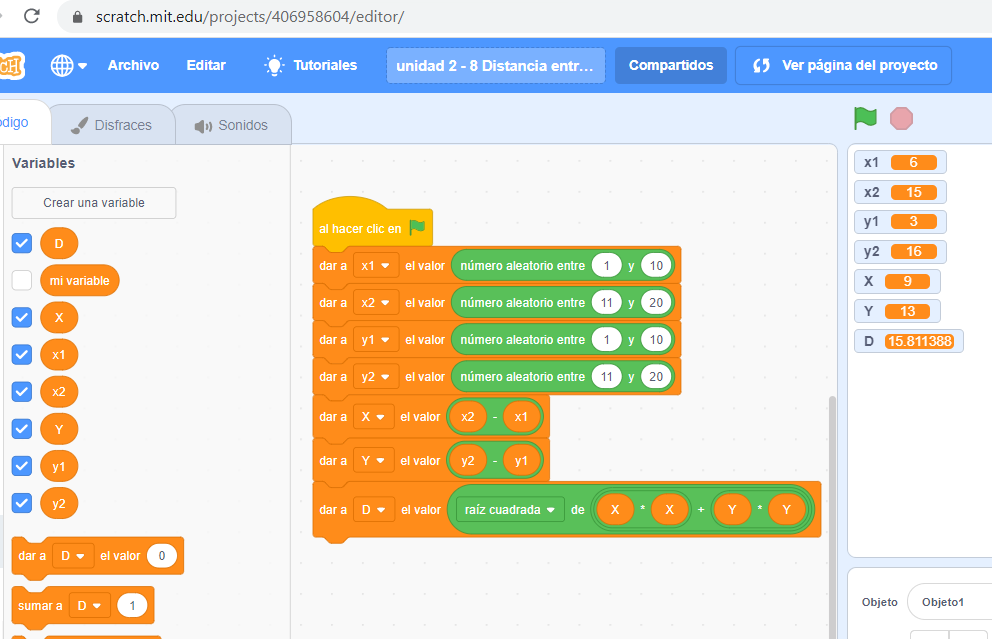 scratch.mit.edu/projects/406958604/editor/
Archivo Editar Tutoriales unidad 2 - 8 Distancia entr... Compartidos Ver página del proyecto
Disfraces Sonidos
Variables
Crear una variable
D
mi variable
X
x1
x2
Y
y1
y2
dar a D el valor 0
sumar a D 1
al hacer clic en
dar a x1 el valor número aleatorio entre 1 y 10
dar a x2 el valor número aleatorio entre 11 y 20
dar a y1 el valor número aleatorio entre 1 y 10
dar a y2 el valor número aleatorio entre 11 y 20
dar a X el valor x2 - x1
dar a Y el valor y2 - y1
dar a D el valor raíz cuadrada de X * X + Y * Y
x1 6
x2 15
y1 3
y2 16
X 9
Y 13
D 15.811388
Objeto Objeto1